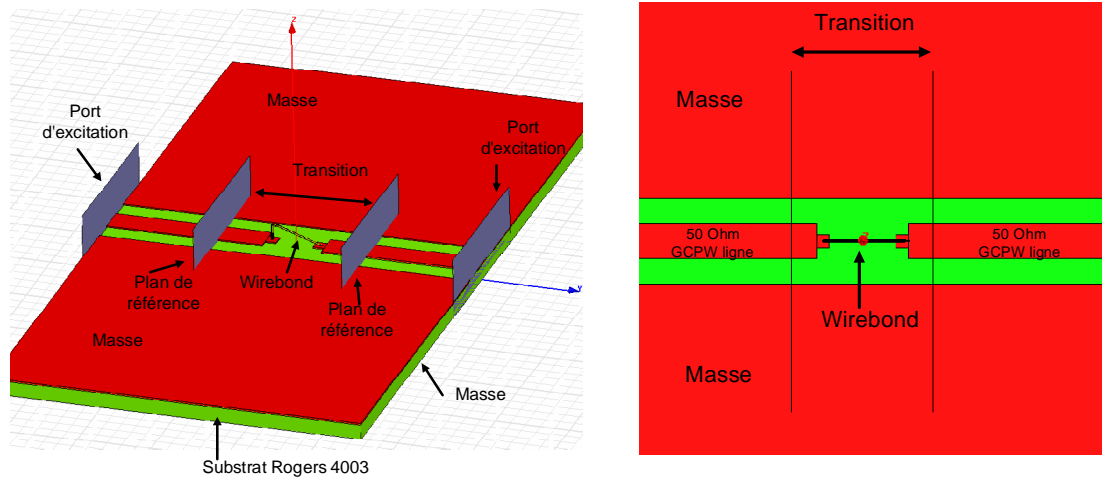 z
Masse
Port
d'excitation
Port
d'excitation
Transition
Plan de
référence
Wirebond
Plan de
référence
y
Masse
Masse
Substrat Rogers 4003
Transition
Masse
50 Ohm
GCPW ligne
50 Ohm
GCPW ligne
Wirebond
Masse